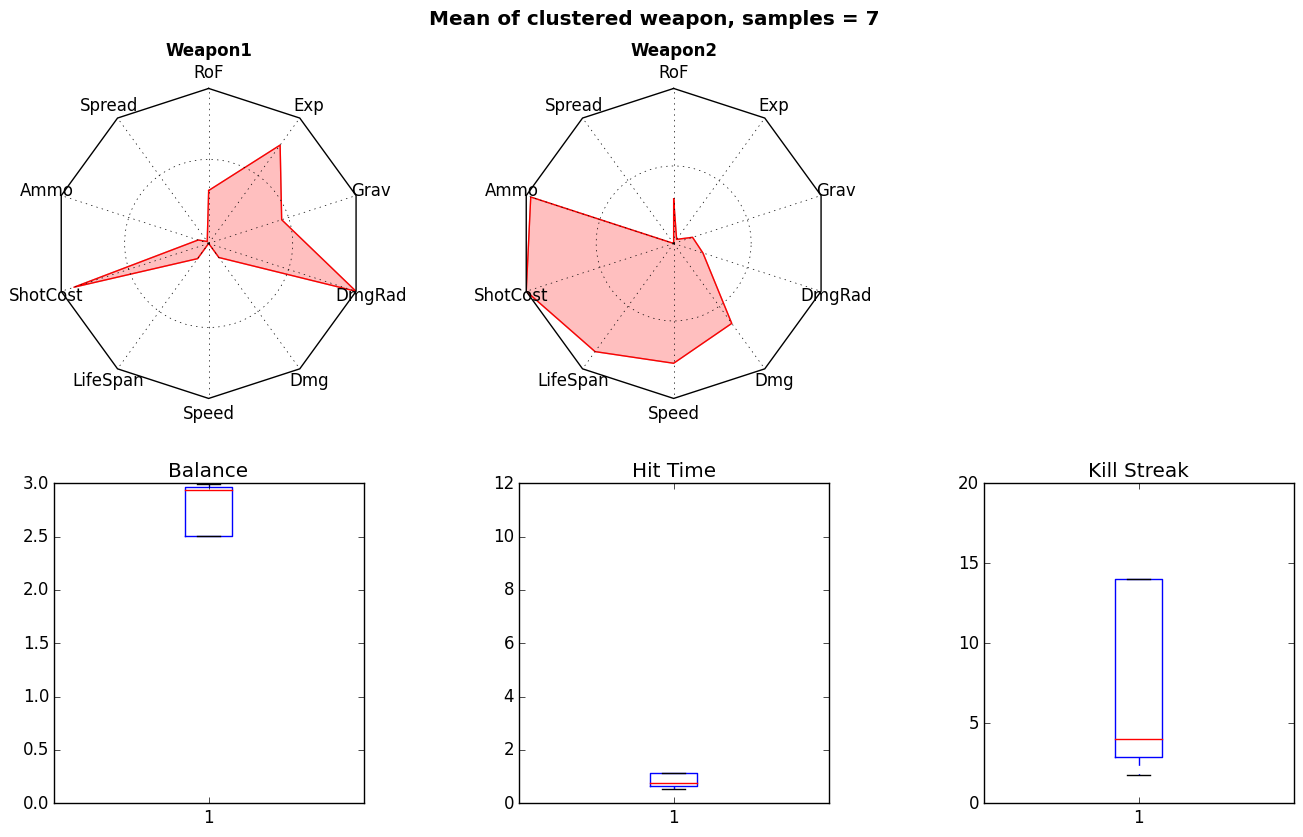 Mean of clustered weapon, samples = 7
Weapon1
RoF
Spread
Exp
Ammo
Grav
ShotCost
DmgRad
LifeSpan
Dmg
Speed
Weapon2
RoF
Spread
Exp
Ammo
Grav
ShotCost
DmgRad
LifeSpan
Dmg
Speed
Balance
3.0
2.5
2.0
1.5
1.0
0.5
0.0
1
Hit Time
12
10
8
6
4
2
0
1
Kill Streak
20
15
10
5
0
1